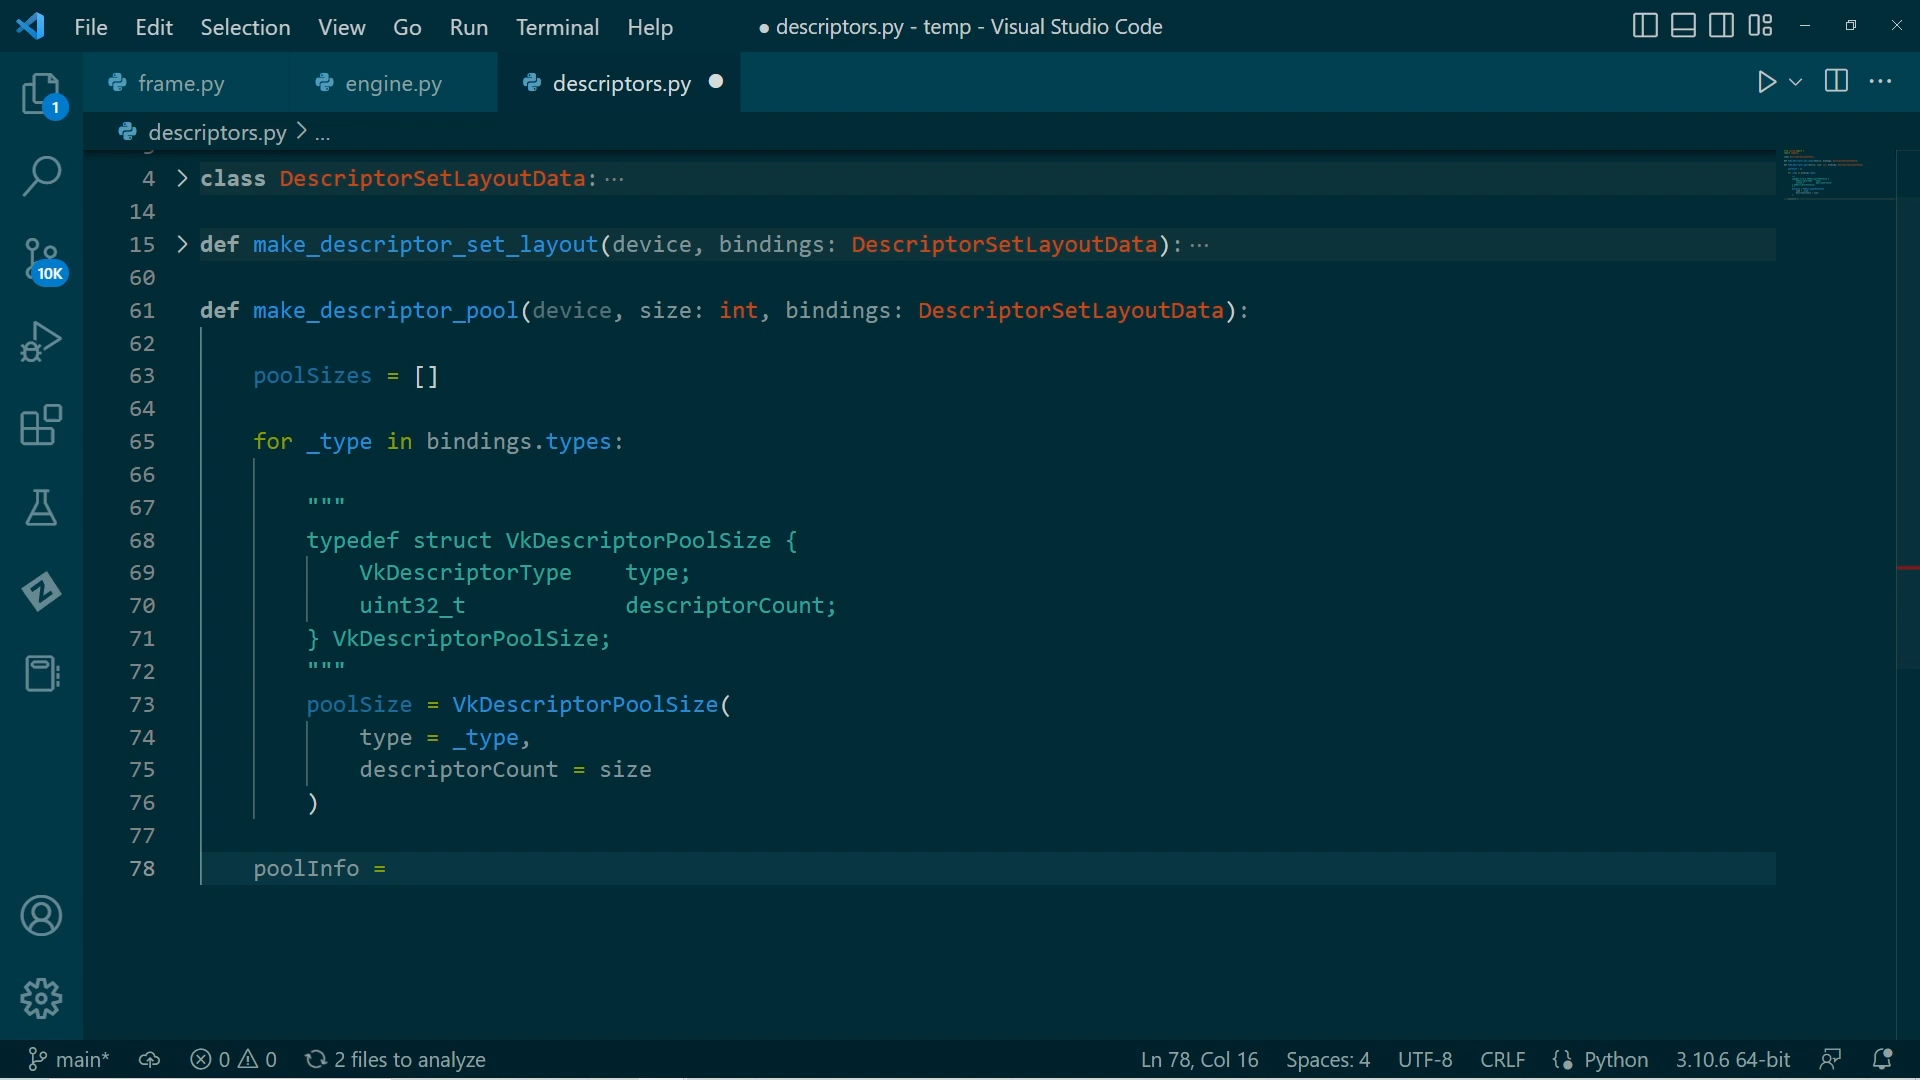 File Edit Selection View Go Run Terminal Help ● descriptors.py - temp - Visual Studio Code
frame.py engine.py descriptors.py ●
descriptors.py > ...
1
10K
4 > class DescriptorSetLayoutData: ···
14
15 > def make_descriptor_set_layout(device, bindings: DescriptorSetLayoutData): ···
60
61 def make_descriptor_pool(device, size: int, bindings: DescriptorSetLayoutData):
62
63 poolSizes = []
64
65 for _type in bindings.types:
66
67 """
68 typedef struct VkDescriptorPoolSize {
69 VkDescriptorType type;
70 uint32_t descriptorCount;
71 } VkDescriptorPoolSize;
72 """
73 poolSize = VkDescriptorPoolSize(
74 type = _type,
75 descriptorCount = size
76 )
77
78 poolInfo =
main* 0 0 2 files to analyze Ln 78, Col 16 Spaces: 4 UTF-8 CRLF {} Python 3.10.6 64-bit